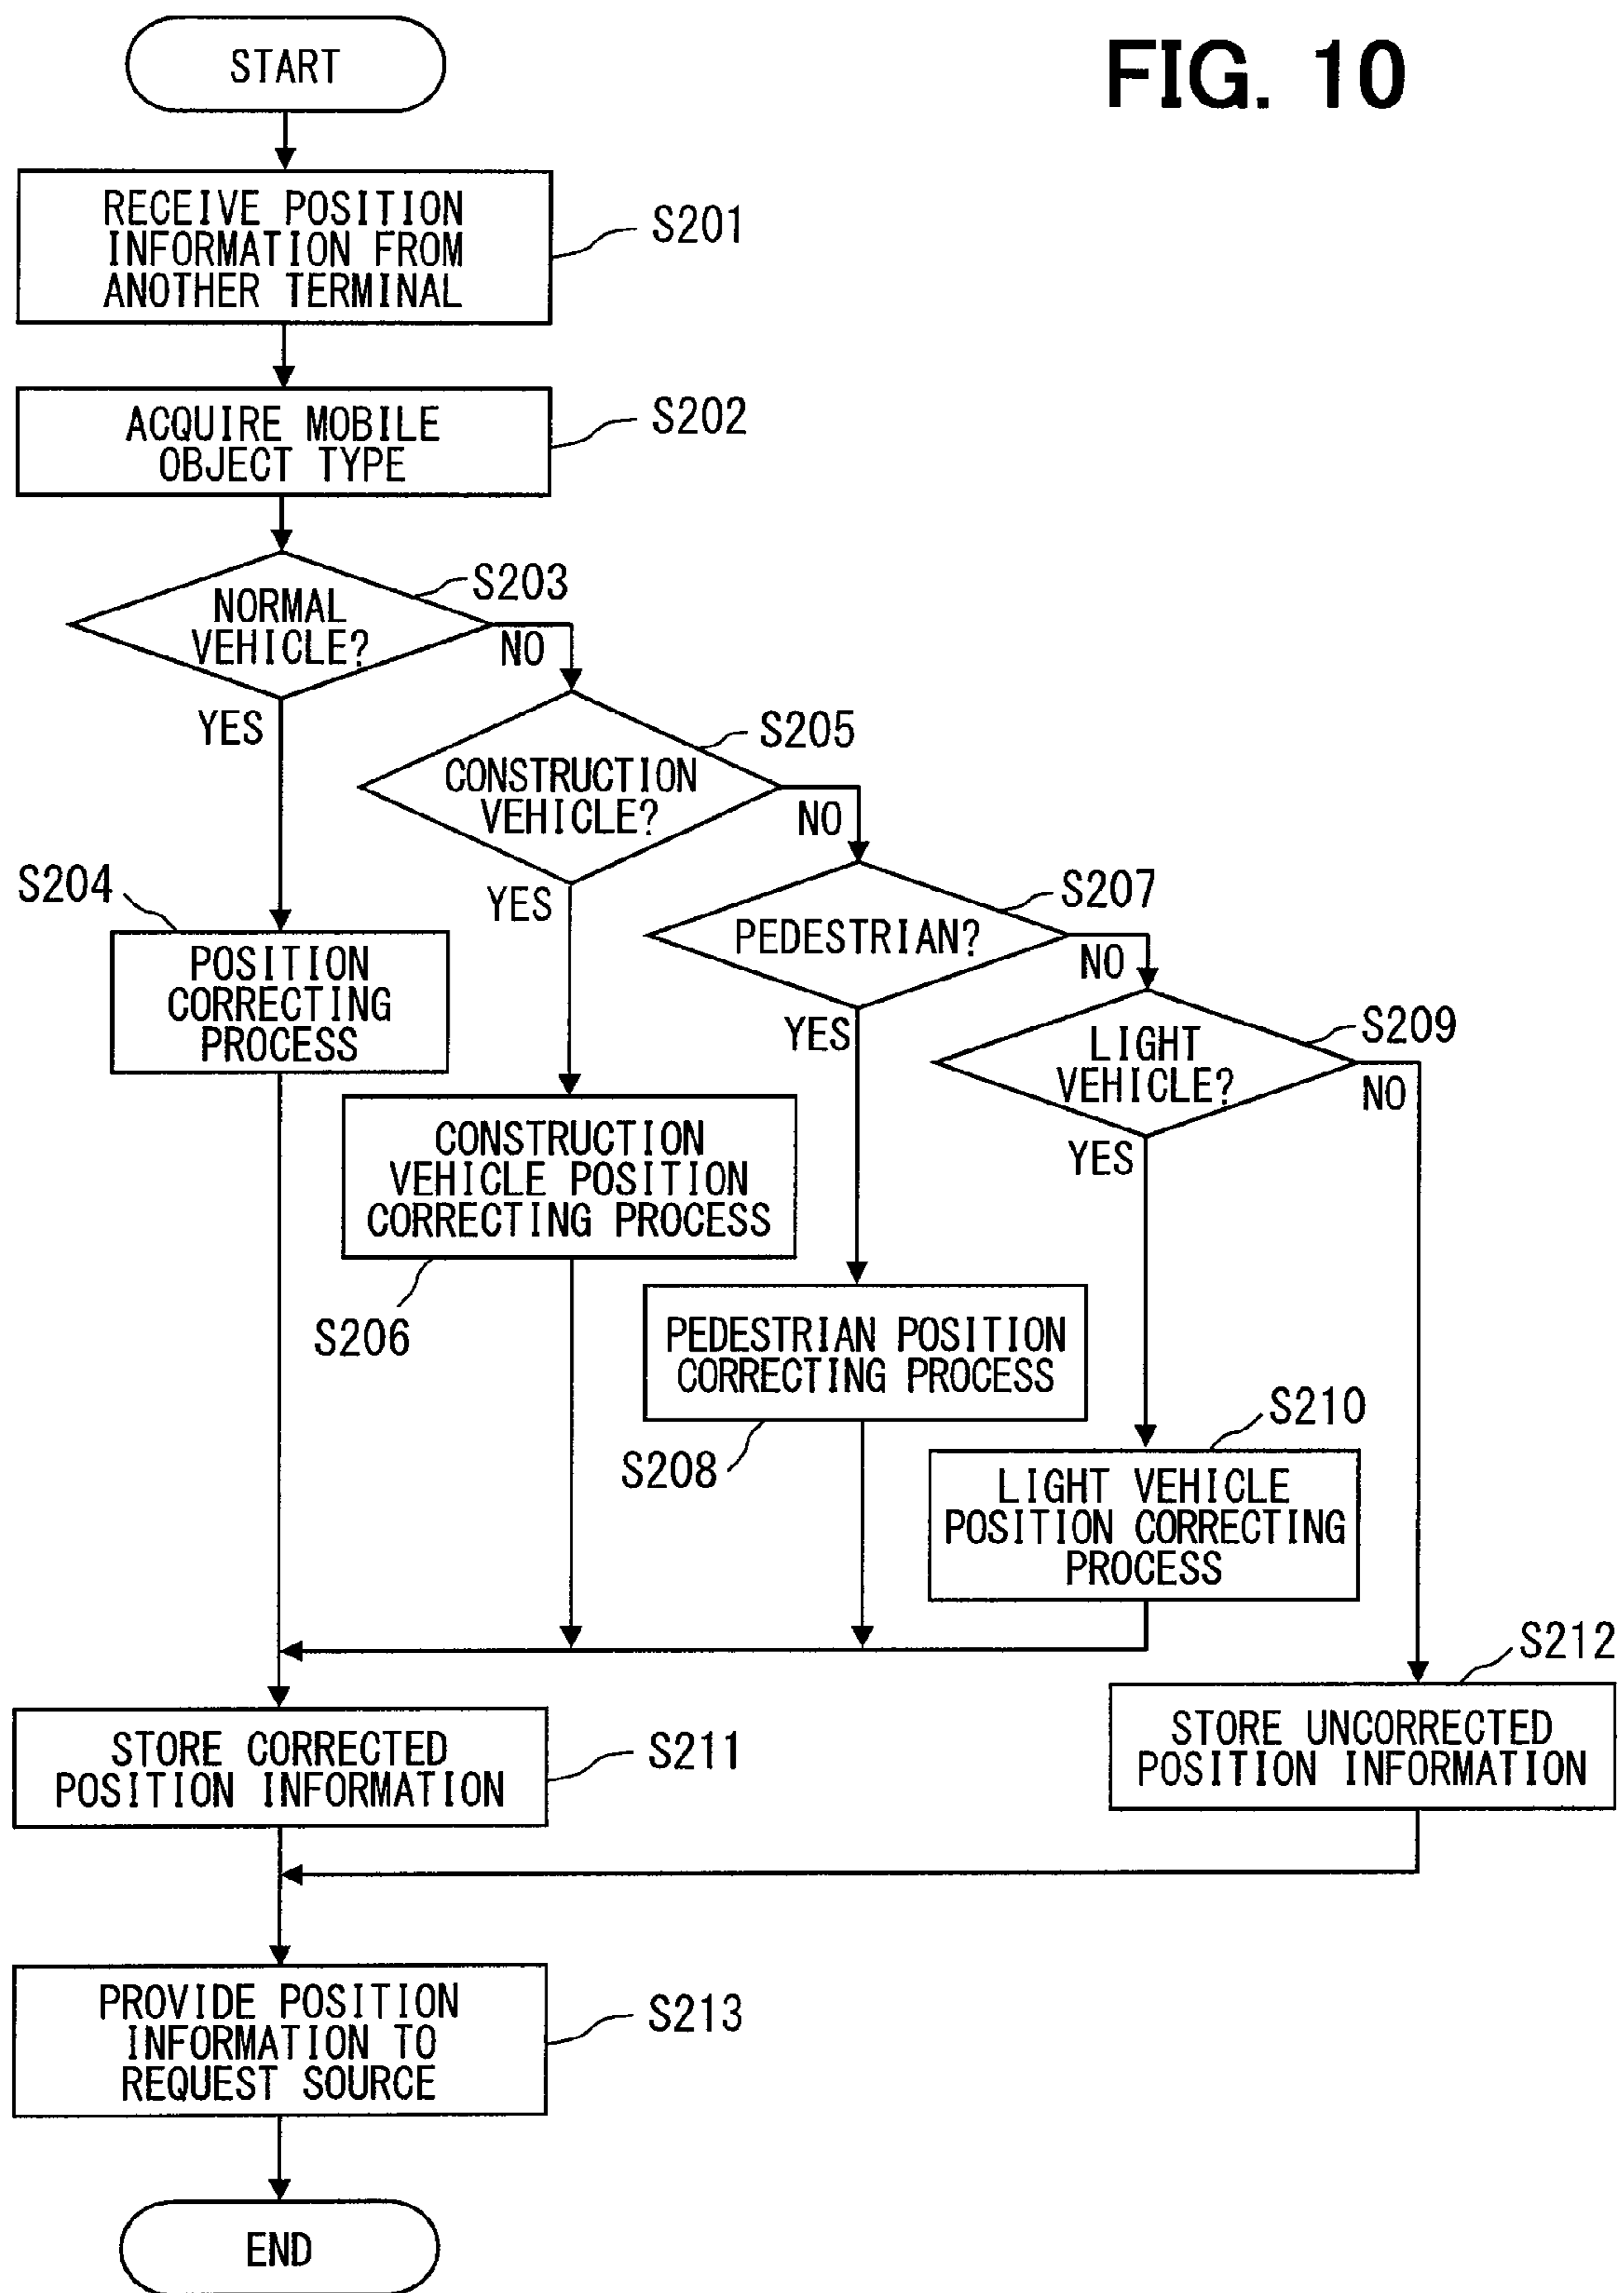 FIG. 10
START
RECEIVE POSITION
INFORMATION FROM
ANOTHER TERMINAL
S201
ACQUIRE MOBILE
OBJECT TYPE
S202
NORMAL
VEHICLE?
S203
NO
YES
CONSTRUCTION
VEHICLE?
S205
NO
YES
PEDESTRIAN?
S207
NO
YES
LIGHT
VEHICLE?
S209
NO
YES
S204
POSITION
CORRECTING
PROCESS
CONSTRUCTION
VEHICLE POSITION
CORRECTING PROCESS
S206
PEDESTRIAN POSITION
CORRECTING PROCESS
S208
S210
LIGHT VEHICLE
POSITION CORRECTING
PROCESS
STORE CORRECTED
POSITION INFORMATION
S211
S212
STORE UNCORRECTED
POSITION INFORMATION
PROVIDE POSITION
INFORMATION TO
REQUEST SOURCE
S213
END